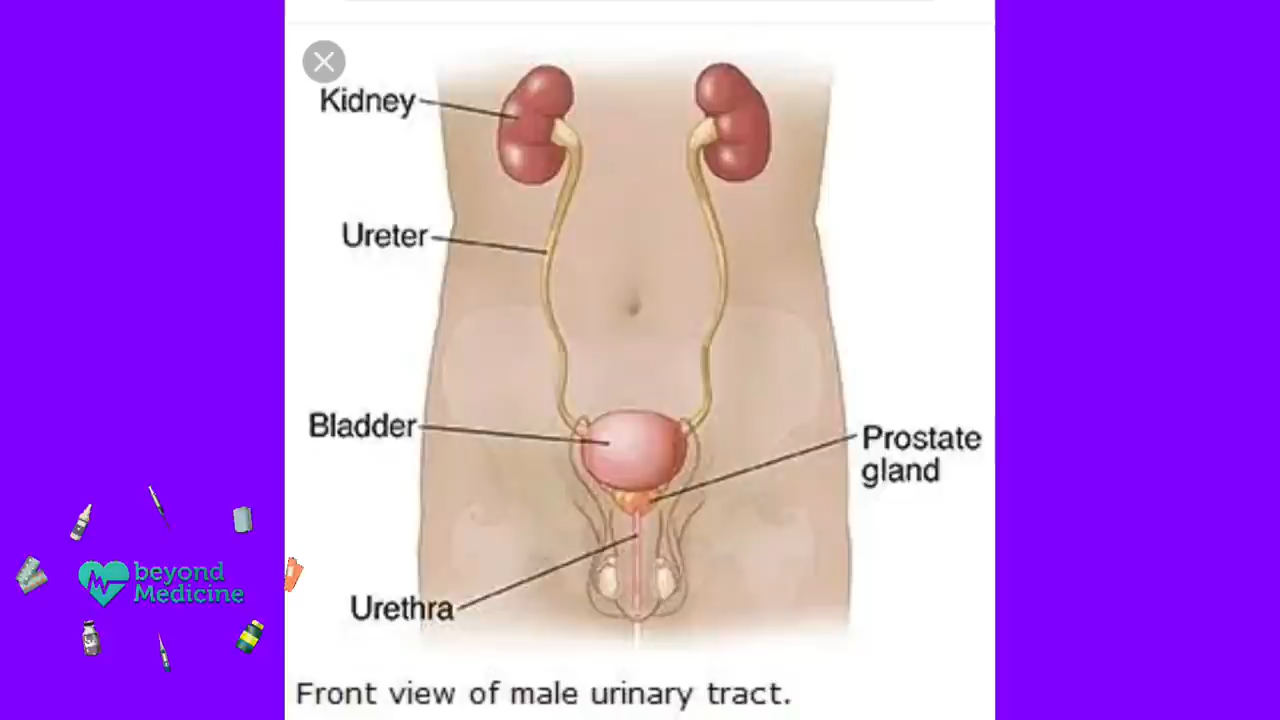 Kidney
Ureter
Bladder
Prostate
gland
Urethra
beyond
Medicine
Front view of male urinary tract.